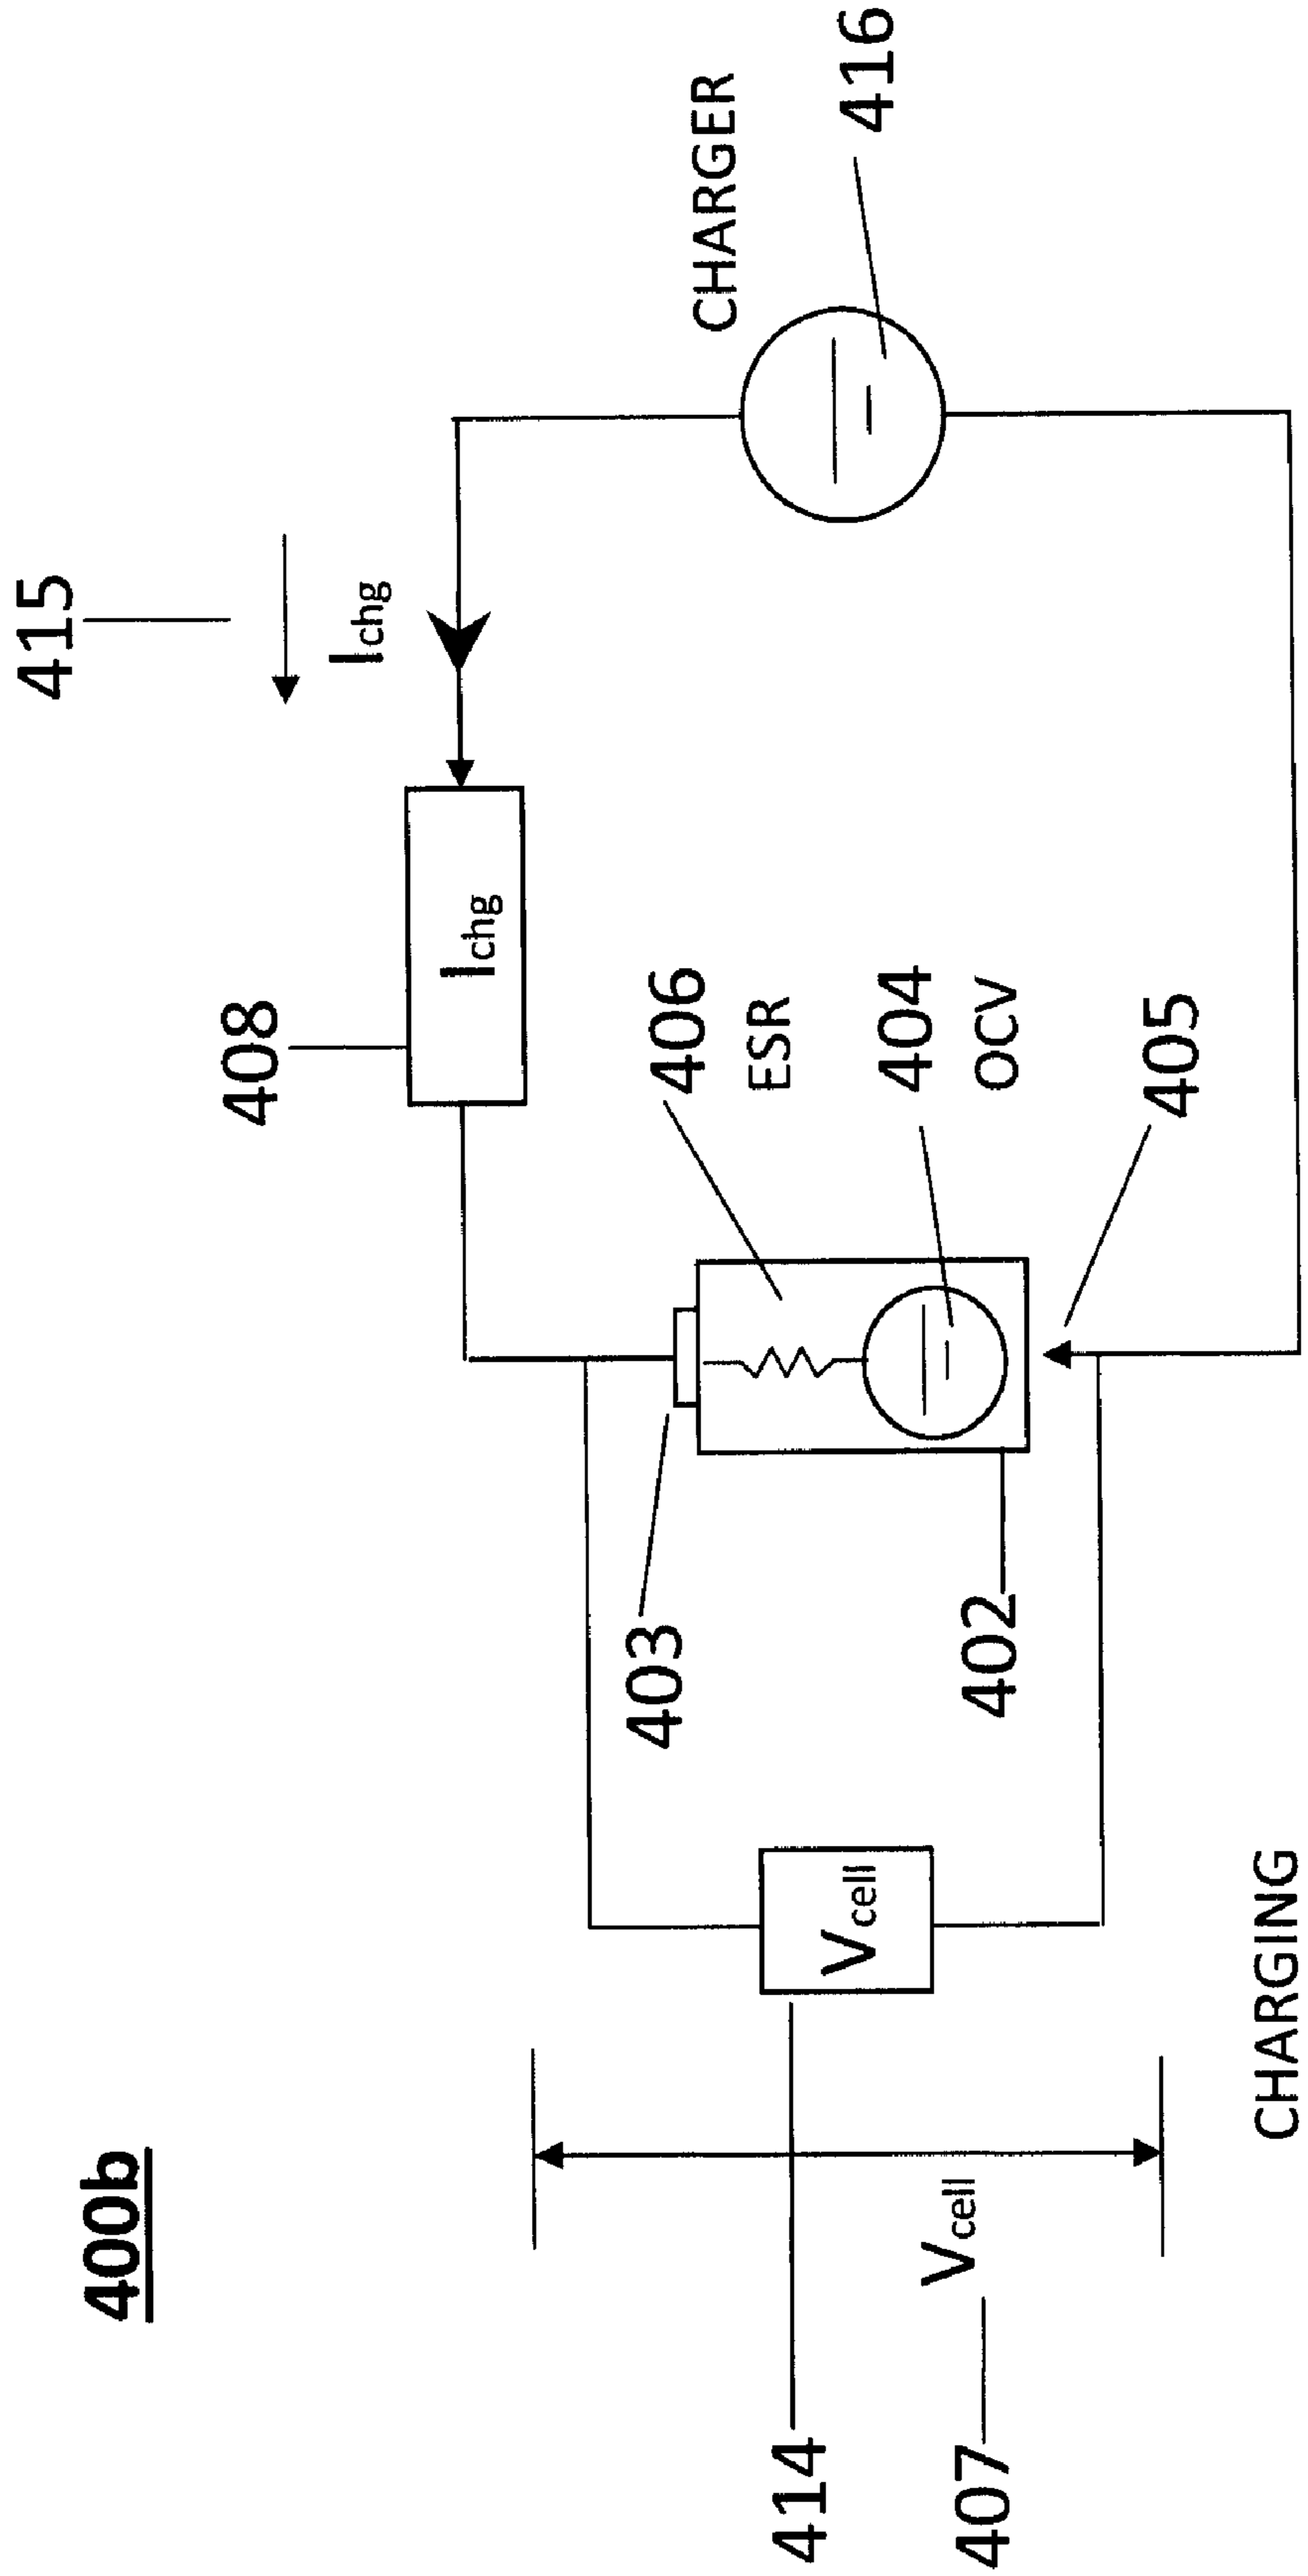 400b
415
Ichg
408
Ichg
CHARGER
416
406
ESR
404
OCV
405
403
402
Vcell
414
Vcell
407
CHARGING